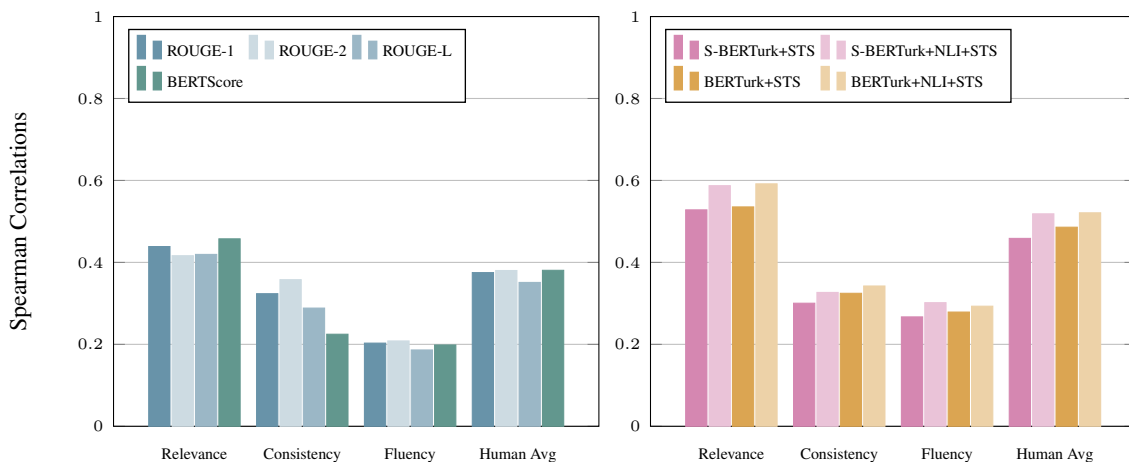 Spearman Correlations
1
0.8
0.6
0.4
0.2
0
ROUGE-1 ROUGE-2 ROUGE-L
BERTScore
Relevance Consistency Fluency Human Avg
1
0.8
0.6
0.4
0.2
0
S-BERTurk+STS S-BERTurk+NLI+STS
BERTurk+STS BERTurk+NLI+STS
Relevance Consistency Fluency Human Avg